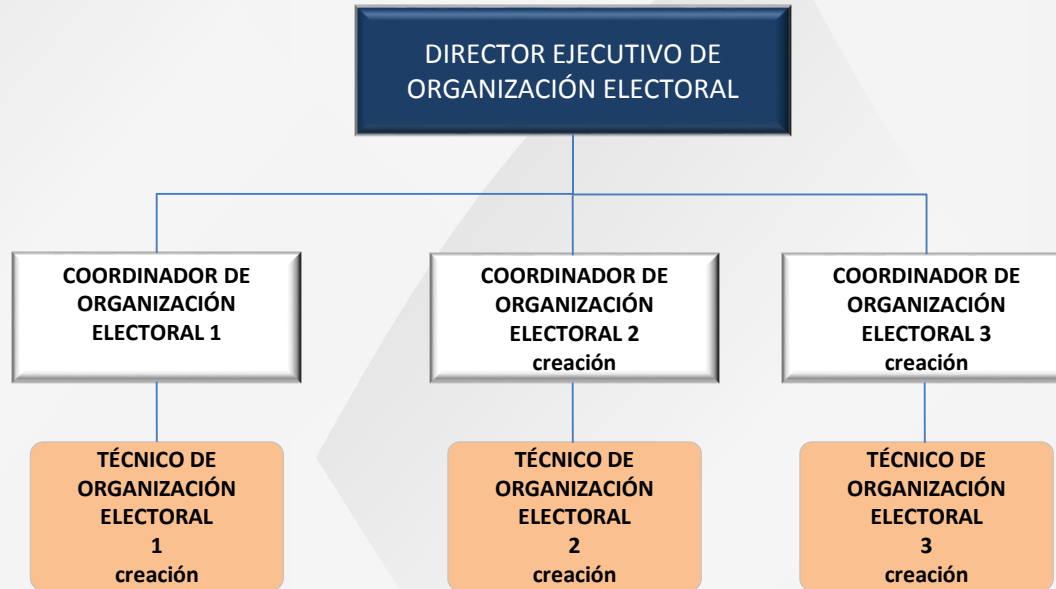 DIRECTOR EJECUTIVO DE
ORGANIZACIÓN ELECTORAL
COORDINADOR DE
ORGANIZACIÓN
ELECTORAL 1
COORDINADOR DE
ORGANIZACIÓN
ELECTORAL 2
creación
COORDINADOR DE
ORGANIZACIÓN
ELECTORAL 3
creación
TÉCNICO DE
ORGANIZACIÓN
ELECTORAL
1
creación
TÉCNICO DE
ORGANIZACIÓN
ELECTORAL
2
creación
TÉCNICO DE
ORGANIZACIÓN
ELECTORAL
3
creación